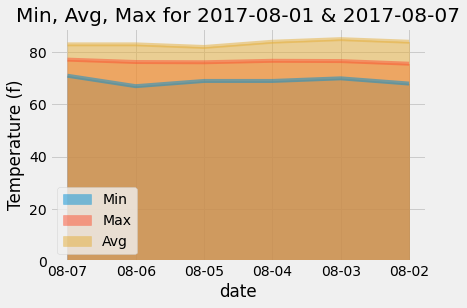 Min, Avg, Max for 2017-08-01 & 2017-08-07
Temperature (f)
80
60
40
20
0
Min
Max
Avg
08-07 08-06 08-05 08-04 08-03 08-02
date